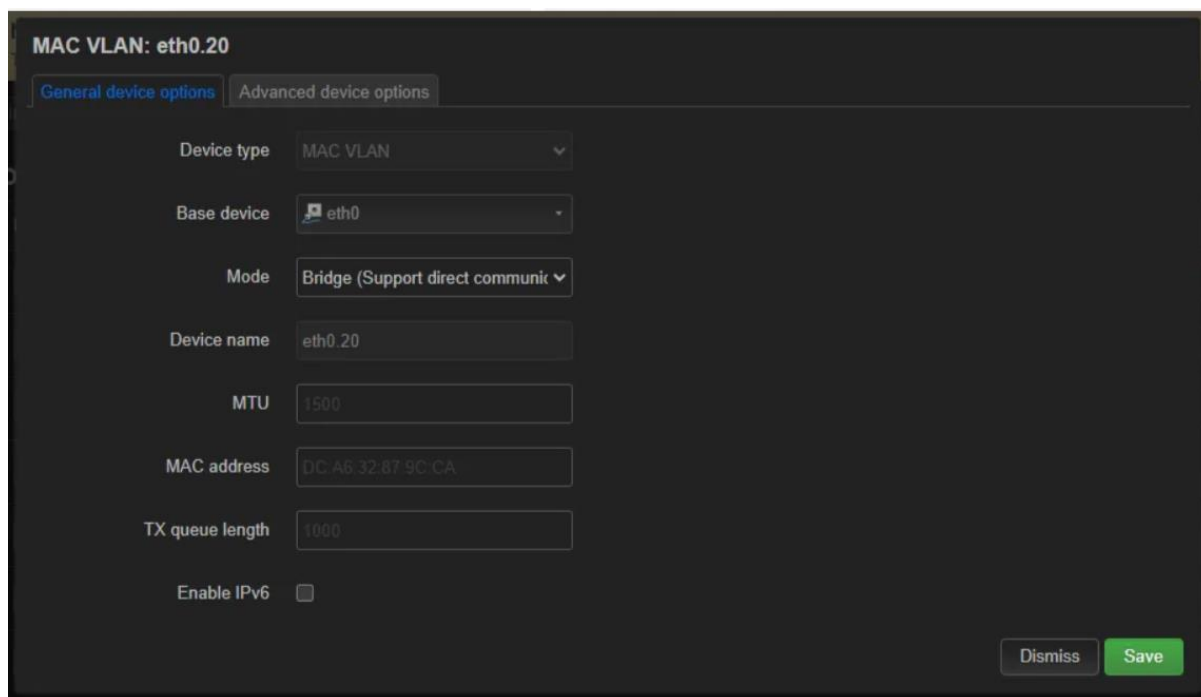 MAC VLAN: eth0.20
General device options Advanced device options
Device type MAC VLAN
Base device eth0
Mode Bridge (Support direct communic
Device name eth0.20
MTU 1500
MAC address DC:A6:32:87:9C:CA
TX queue length 1000
Enable IPv6
Dismiss Save